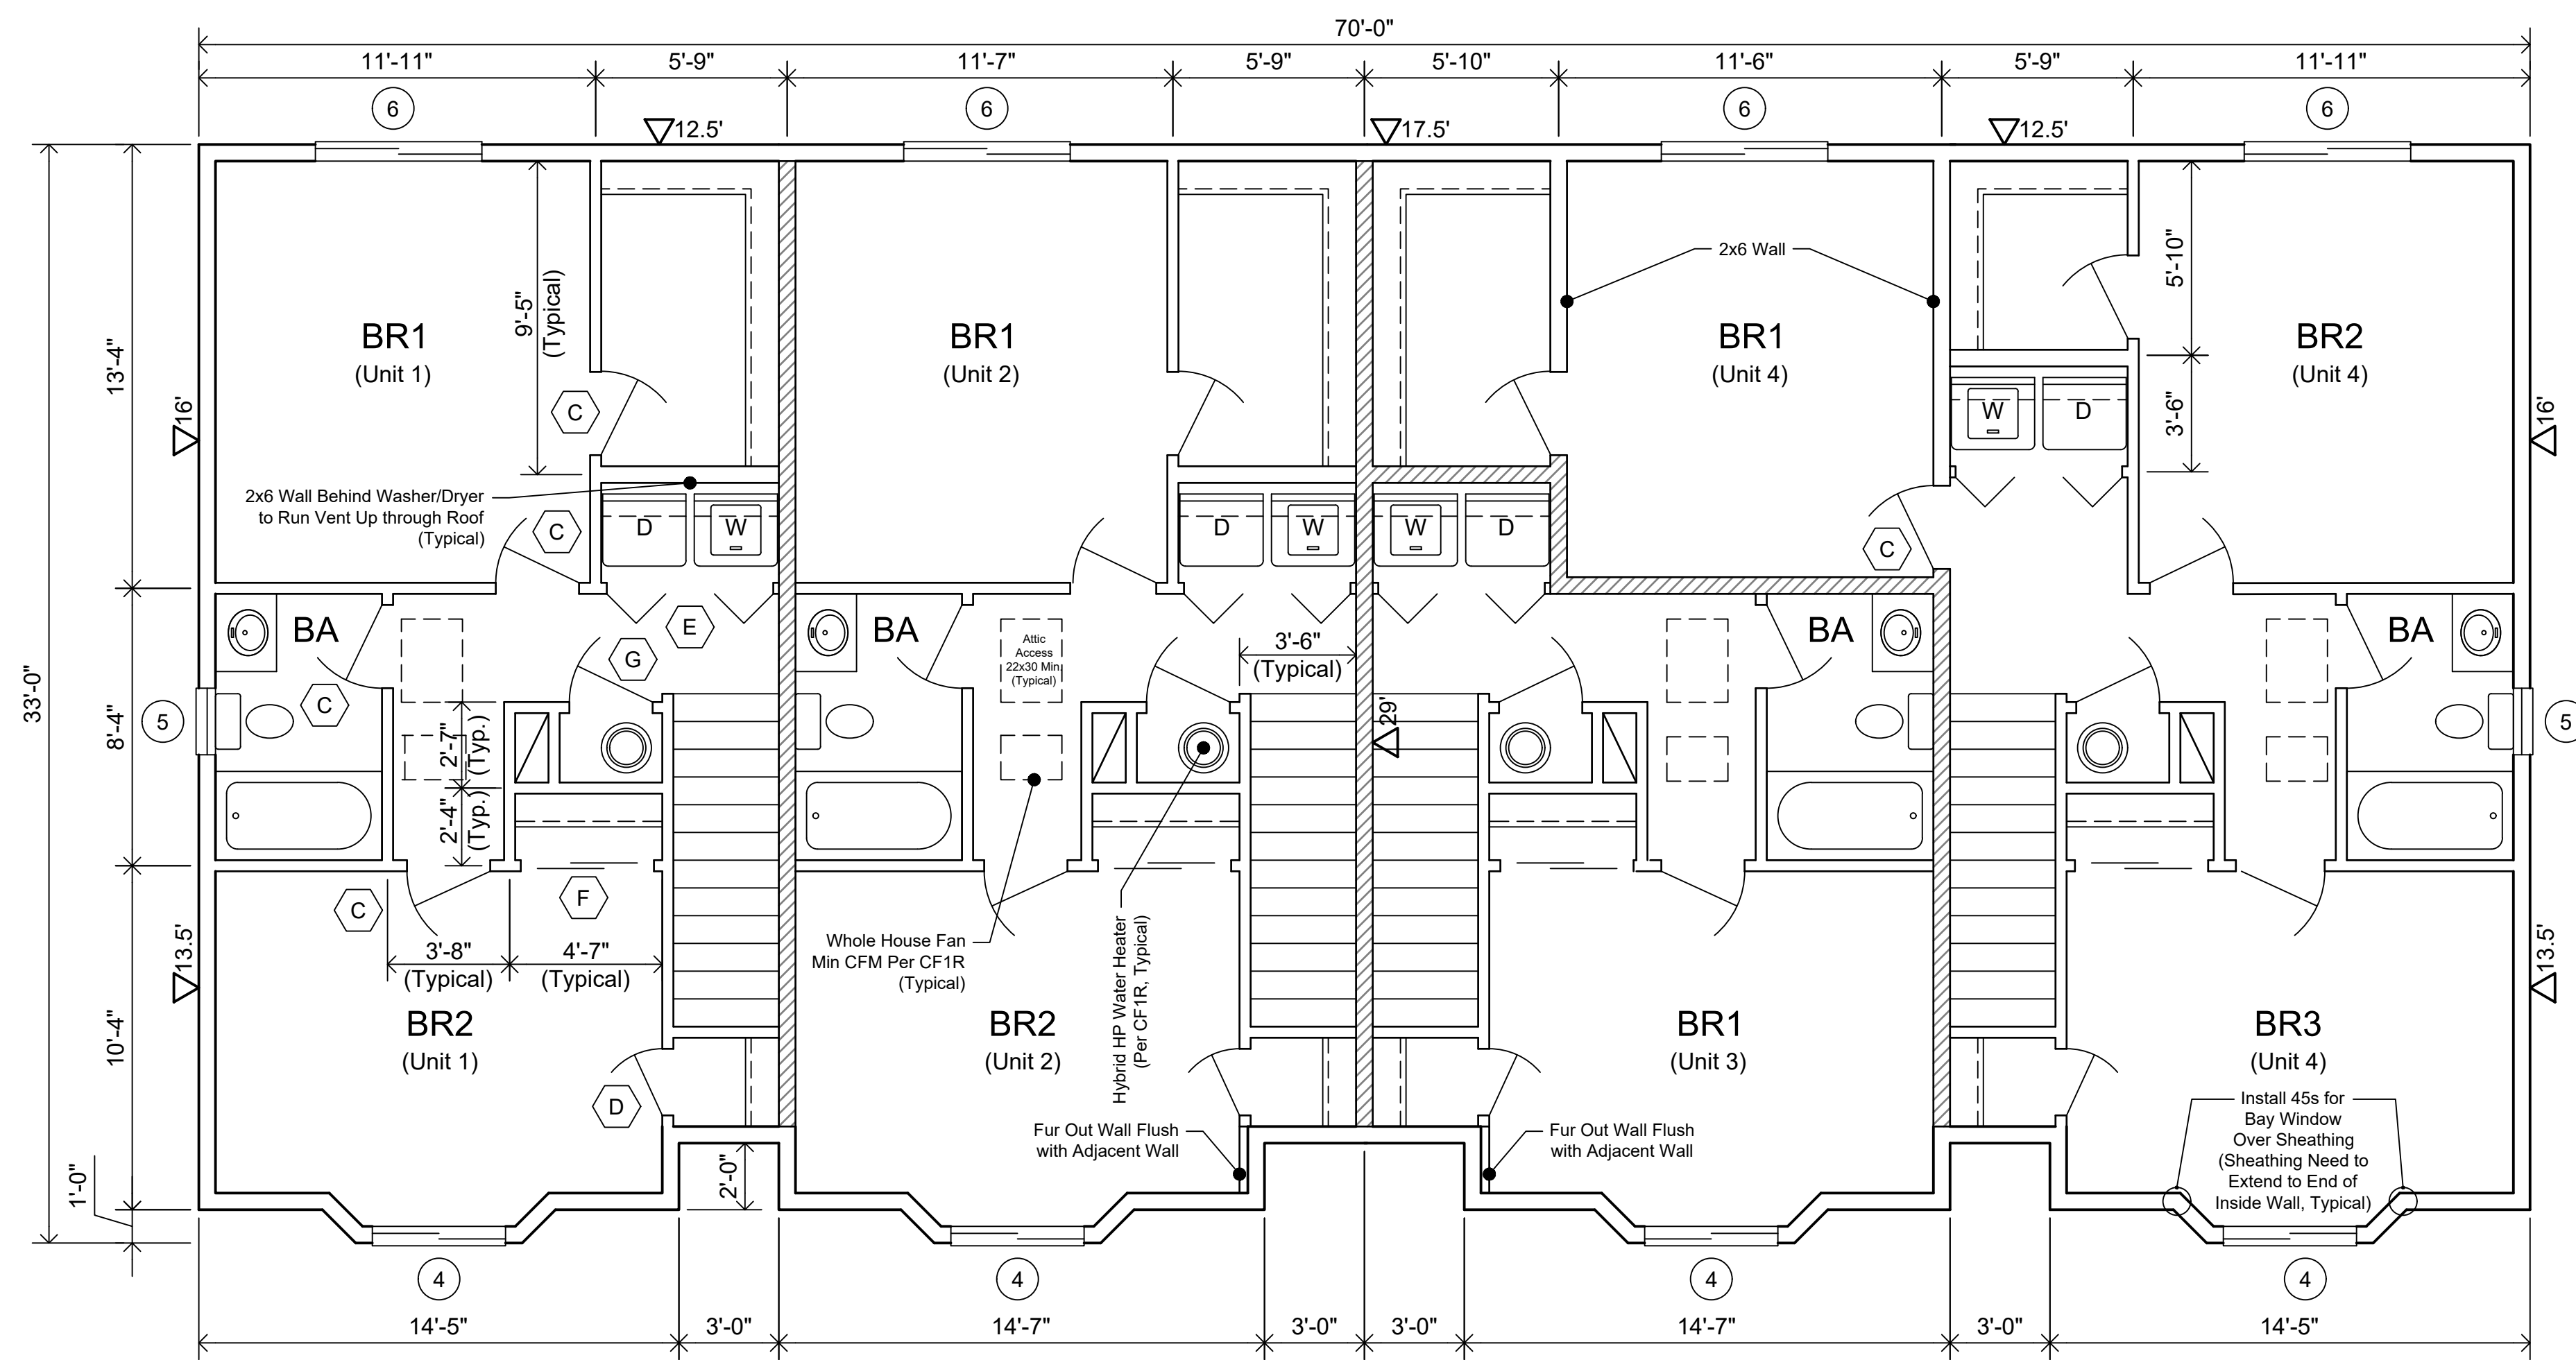 70'-0"
11'-11" 5'-9" 11'-7" 5'-9" 5'-10" 11'-6" 5'-9" 11'-11"
6 6 6 6
12.5' 17.5' 12.5'
2x6 Wall
5'-10"
9'-5"
(Typical)
BR1 BR1 BR1 BR2
(Unit 1) (Unit 2) (Unit 4) (Unit 4)
13'-4"
16' 16'
C
W D
3'-6"
2x6 Wall Behind Washer/Dryer
to Run Vent Up through Roof
(Typical)
C
D W D W W D
C
BA BA BA BA
E
G
Attic
Access
22x30 Min.
(Typical)
3'-6"
(Typical)
C
33'-0"
8'-4"
5 5
29'
2'-7"
(Typ.)
2'-4"
(Typ.)
C
F
3'-8" 4'-7"
(Typical) (Typical)
13.5' 13.5'
Whole House Fan
Min CFM Per CF1R
(Typical)
Hybrid HP Water Heater
(Per CF1R, Typical)
10'-4"
BR2 BR2 BR1 BR3
(Unit 1) (Unit 2) (Unit 3) (Unit 4)
D
Install 45s for
Bay Window
Over Sheathing
(Sheathing Need to
Extend to End of
Inside Wall, Typical)
Fur Out Wall Flush
with Adjacent Wall
Fur Out Wall Flush
with Adjacent Wall
1'-0"
2'-0"
4 4 4 4
14'-5" 3'-0" 14'-7" 3'-0" 3'-0" 14'-7" 3'-0" 14'-5"